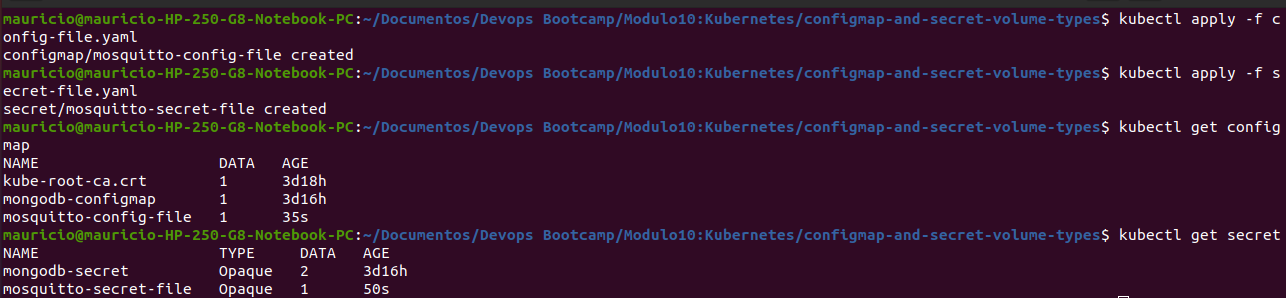 mauricio@mauricio-HP-250-G8-Notebook-PC:~/Documentos/Devops Bootcamp/Modulo10:Kubernetes/configmap-and-secret-volume-types$ kubectl apply -f c
onfig-file.yaml
configmap/mosquitto-config-file created
mauricio@mauricio-HP-250-G8-Notebook-PC:~/Documentos/Devops Bootcamp/Modulo10:Kubernetes/configmap-and-secret-volume-types$ kubectl apply -f s
ecret-file.yaml
secret/mosquitto-secret-file created
mauricio@mauricio-HP-250-G8-Notebook-PC:~/Documentos/Devops Bootcamp/Modulo10:Kubernetes/configmap-and-secret-volume-types$ kubectl get config
map
NAME                    DATA   AGE
kube-root-ca.crt        1      3d18h
mongodb-configmap       1      3d16h
mosquitto-config-file   1      35s
mauricio@mauricio-HP-250-G8-Notebook-PC:~/Documentos/Devops Bootcamp/Modulo10:Kubernetes/configmap-and-secret-volume-types$ kubectl get secret
NAME                    TYPE     DATA   AGE
mongodb-secret          Opaque   2      3d16h
mosquitto-secret-file   Opaque   1      50s